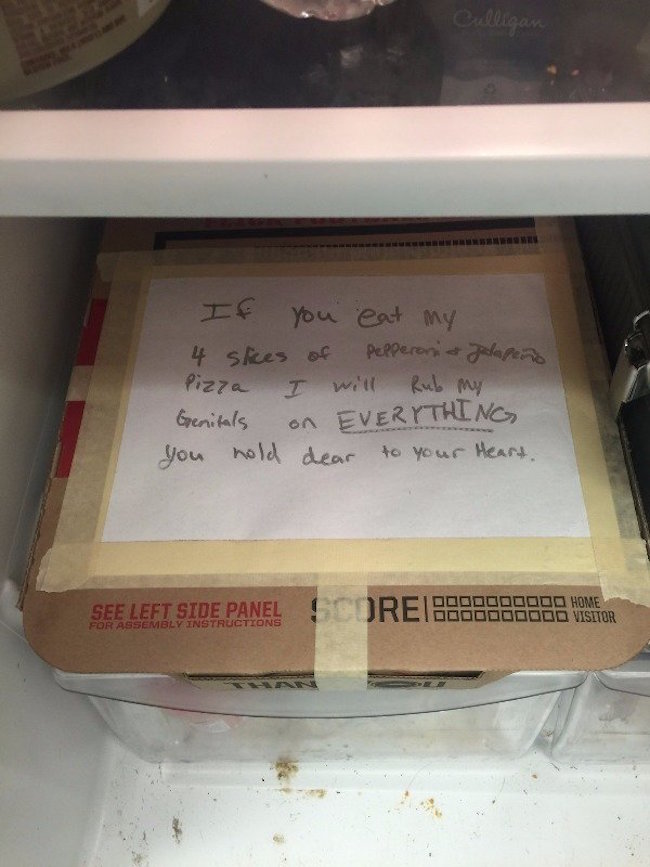 Culligan
If you eat my
4 slices of Pepperoni & Jalapeño
Pizza I will Rub My
Genitals on EVERYTHING
you hold dear to your Heart.
SEE LEFT SIDE PANEL
FOR ASSEMBLY INSTRUCTIONS
SCORE
HOME
VISITOR
THAN
U